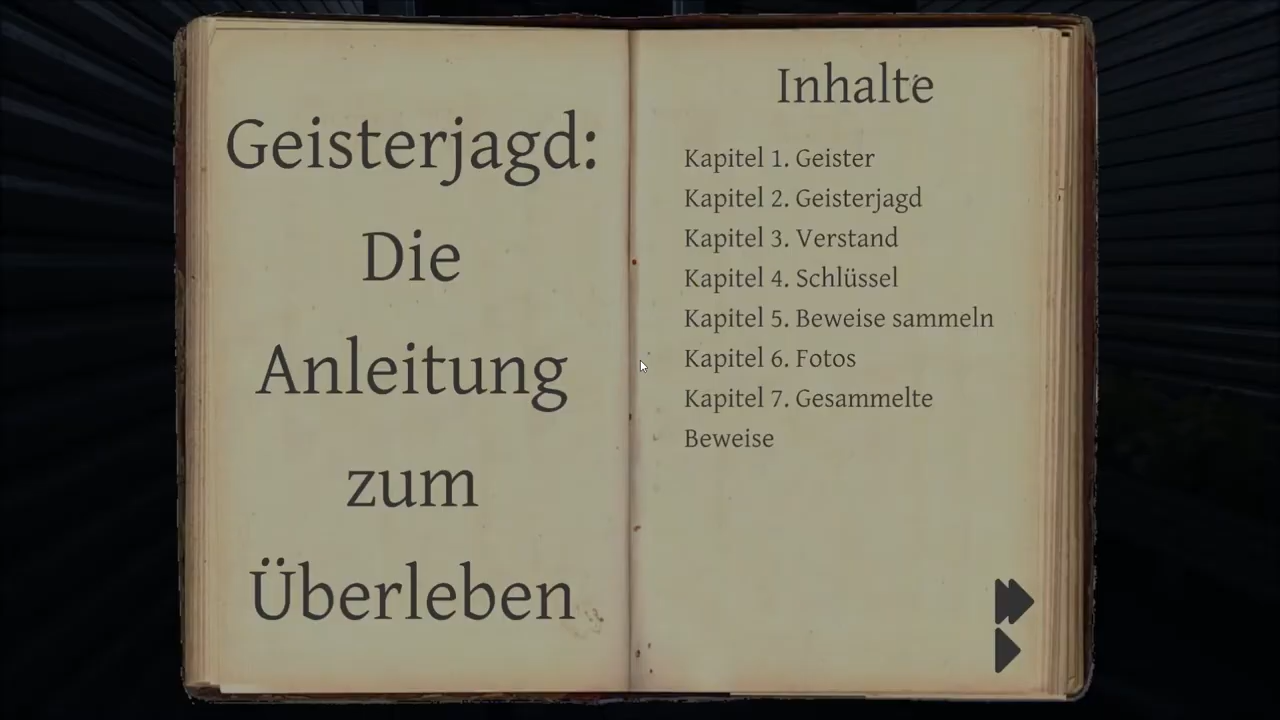 Geisterjagd:
Die
Anleitung
zum
Überleben
Inhalte
Kapitel 1. Geister
Kapitel 2. Geisterjagd
Kapitel 3. Verstand
Kapitel 4. Schlüssel
Kapitel 5. Beweise sammeln
Kapitel 6. Fotos
Kapitel 7. Gesammelte
Beweise